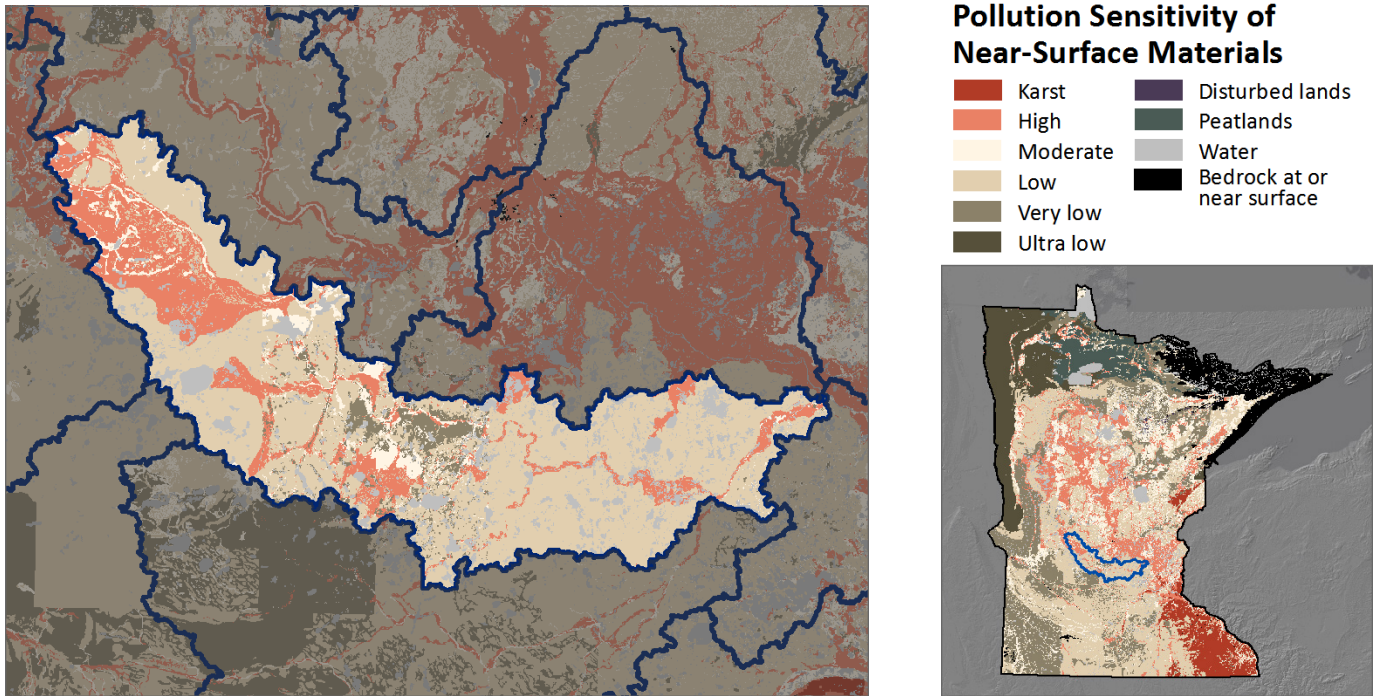 Pollution Sensitivity of
Near-Surface Materials
Karst
High
Moderate
Low
Very low
Ultra low
Disturbed lands
Peatlands
Water
Bedrock at or
near surface